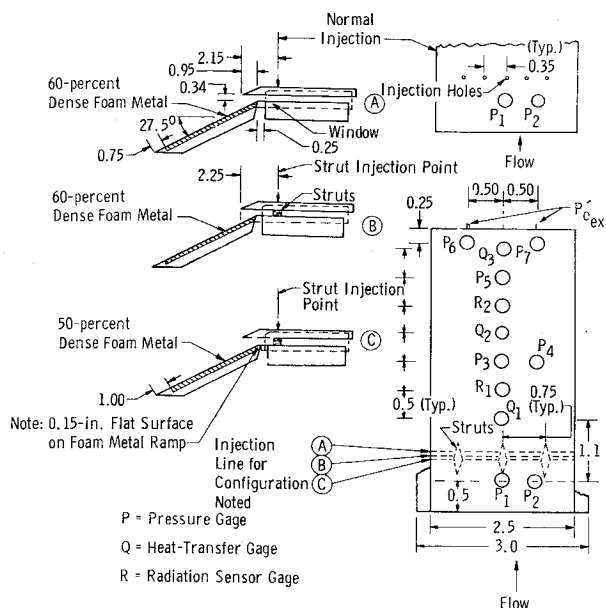 Normal
Injection
2.15
0.95
0.34
60-percent
Dense Foam Metal
27.5°
0.75
Window
0.25
A
(Typ.)
0.35
Injection Holes
P1 P2
Flow
2.25
Strut Injection Point
Struts
60-percent
Dense Foam Metal
B
Strut Injection
Point
50-percent
Dense Foam Metal
C
1.00
Note: 0.15-in. Flat Surface
on Foam Metal Ramp
0.50 0.50
P'cex
0.25
P6 Q3 P7
P5
R2
Q2
P3 P4
R1
0.75
(Typ.)
0.5 (Typ.)
Q1
Struts
Injection
Line for
Configuration
Noted
A
B
C
1.1
0.5
P1 P2
2.5
3.0
Flow
P = Pressure Gage
Q = Heat-Transfer Gage
R = Radiation Sensor Gage